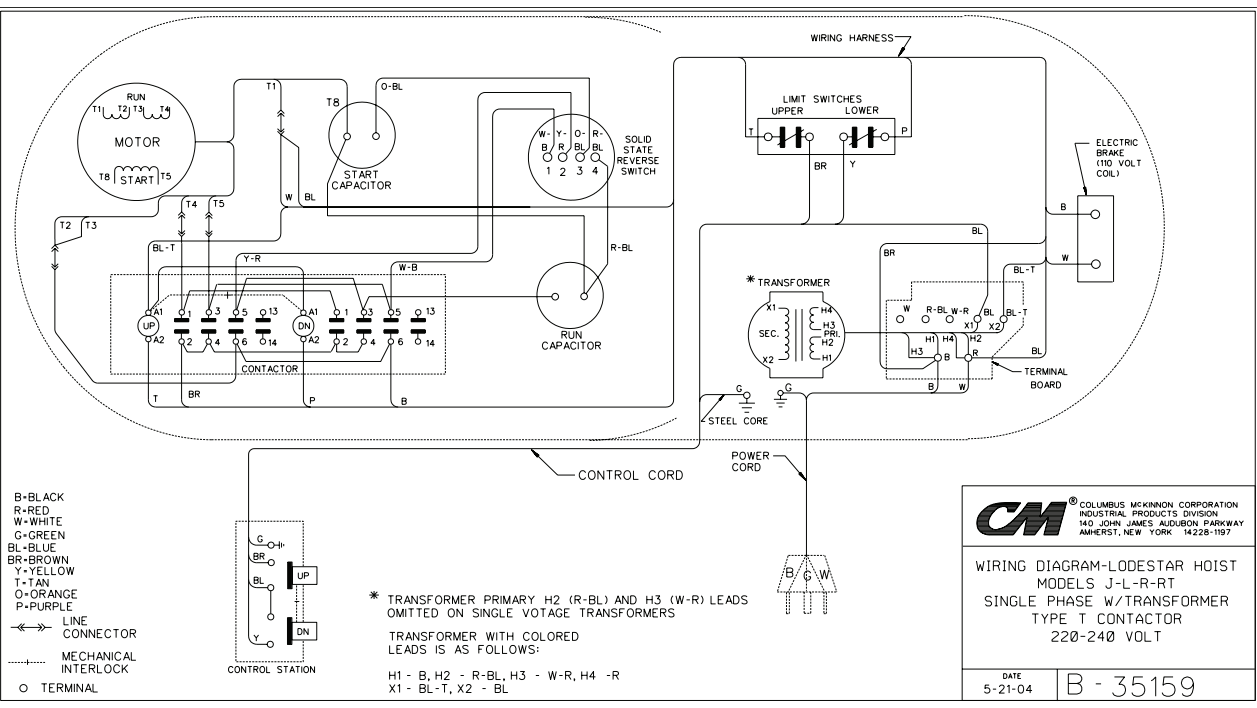 WIRING HARNESS
RUN
T1 T2 T3 T4
MOTOR
T8 START T5
T1
T8
O-BL
START
CAPACITOR
W- Y- O- R-
B R BL BL
1 2 3 4
SOLID
STATE
REVERSE
SWITCH
LIMIT SWITCHES
UPPER LOWER
T
P
BR
Y
ELECTRIC
BRAKE
(110 VOLT
COIL)
B
W
T2 T3
T4 T5
W BL
BL-T
Y-R
W-B
R-BL
BL
BR
BL-T
A1 1 3 5 13 A1 1 3 5 13
UP
DN
A2 2 4 6 14 A2 2 4 6 14
CONTACTOR
T
BR
P
B
RUN
CAPACITOR
* TRANSFORMER
X1 H4
H3
SEC. PRI.
H2
X2 H1
W R-BL W-R BL BL-T
X1 X2
H1 H4 H2
H3 B R
BL
B W
TERMINAL
BOARD
G
G
STEEL CORE
POWER
CORD
CONTROL CORD
B G W
B=BLACK
R=RED
W=WHITE
G=GREEN
BL=BLUE
BR=BROWN
Y=YELLOW
T=TAN
O=ORANGE
P=PURPLE
LINE
CONNECTOR
MECHANICAL
INTERLOCK
TERMINAL
G
BR
BL
Y
UP
DN
CONTROL STATION
* TRANSFORMER PRIMARY H2 (R-BL) AND H3 (W-R) LEADS
OMITTED ON SINGLE VOTAGE TRANSFORMERS
TRANSFORMER WITH COLORED
LEADS IS AS FOLLOWS:
H1 - B, H2 - R-BL, H3 - W-R, H4 -R
X1 - BL-T, X2 - BL
CM®
COLUMBUS McKINNON CORPORATION
INDUSTRIAL PRODUCTS DIVISION
140 JOHN JAMES AUDUBON PARKWAY
AMHERST, NEW YORK 14228-1197
WIRING DIAGRAM-LODESTAR HOIST
MODELS J-L-R-RT
SINGLE PHASE W/TRANSFORMER
TYPE T CONTACTOR
220-240 VOLT
DATE
5-21-04
B - 35159